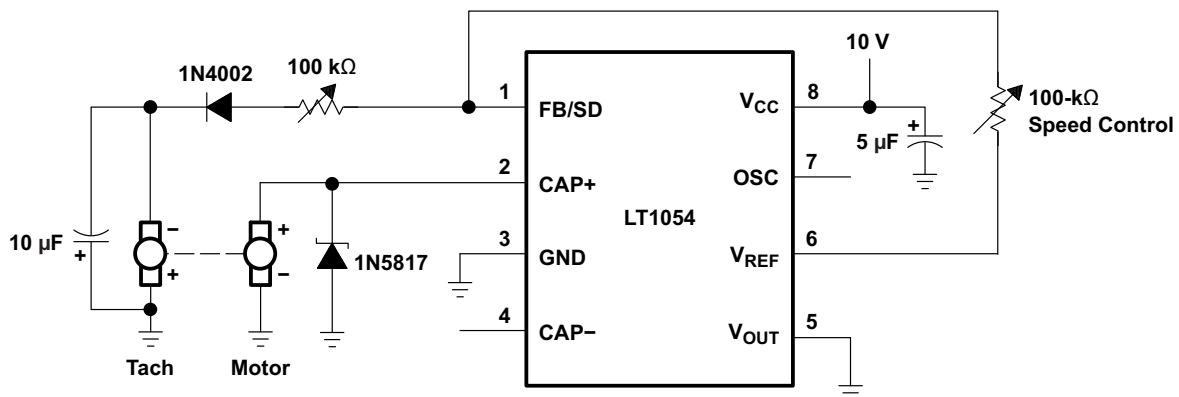 10 V
1N4002
100 kΩ
1
FB/SD
VCC
8
100-kΩ
Speed Control
+
5 µF
2
CAP+
OSC
7
LT1054
10 µF
+
−
+
+
−
1N5817
3
GND
VREF
6
4
CAP−
VOUT
5
Tach
Motor